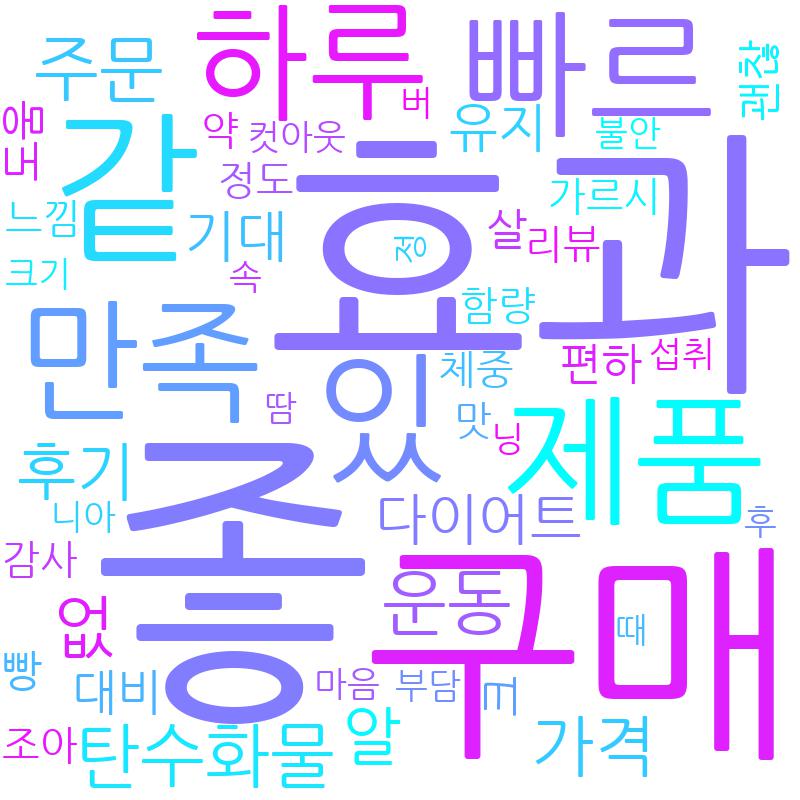 주문
하루
빠르
괜찮
도움
같
약
컷아웃
버
유지
불안
정도
효과
가르시
느낌
기대
살
리뷰
정
크기
속
함량
만족
있
체중
편하
섭취
땀
맛
닝
제품
후기
좋
다이어트
니아
후
감사
없
운동
구매
때
빵
대비
마음
부담
크
조아
탄수화물
알
가격